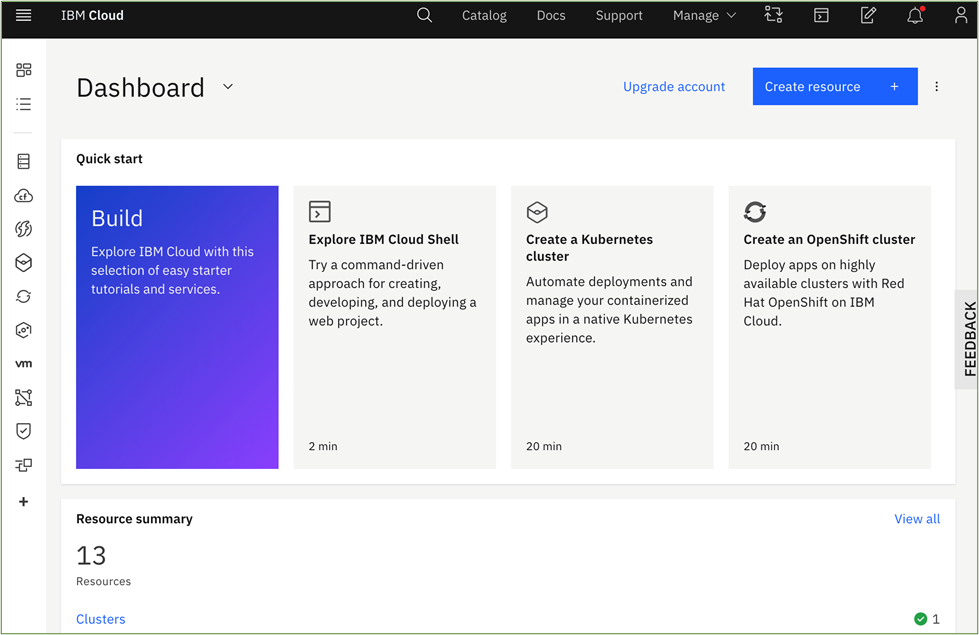 IBM Cloud
Catalog
Docs
Support
Manage
Dashboard
Upgrade account
Create resource +
Quick start
Build
Explore IBM Cloud with this
selection of easy starter
tutorials and services.
Explore IBM Cloud Shell
Try a command-driven
approach for creating,
developing, and deploying a
web project.
2 min
Create a Kubernetes
cluster
Automate deployments and
manage your containerized
apps in a native Kubernetes
experience.
20 min
Create an OpenShift cluster
Deploy apps on highly
available clusters with Red
Hat OpenShift on IBM
Cloud.
20 min
cf
vm
FEEDBACK
Resource summary
View all
13
Resources
Clusters
1